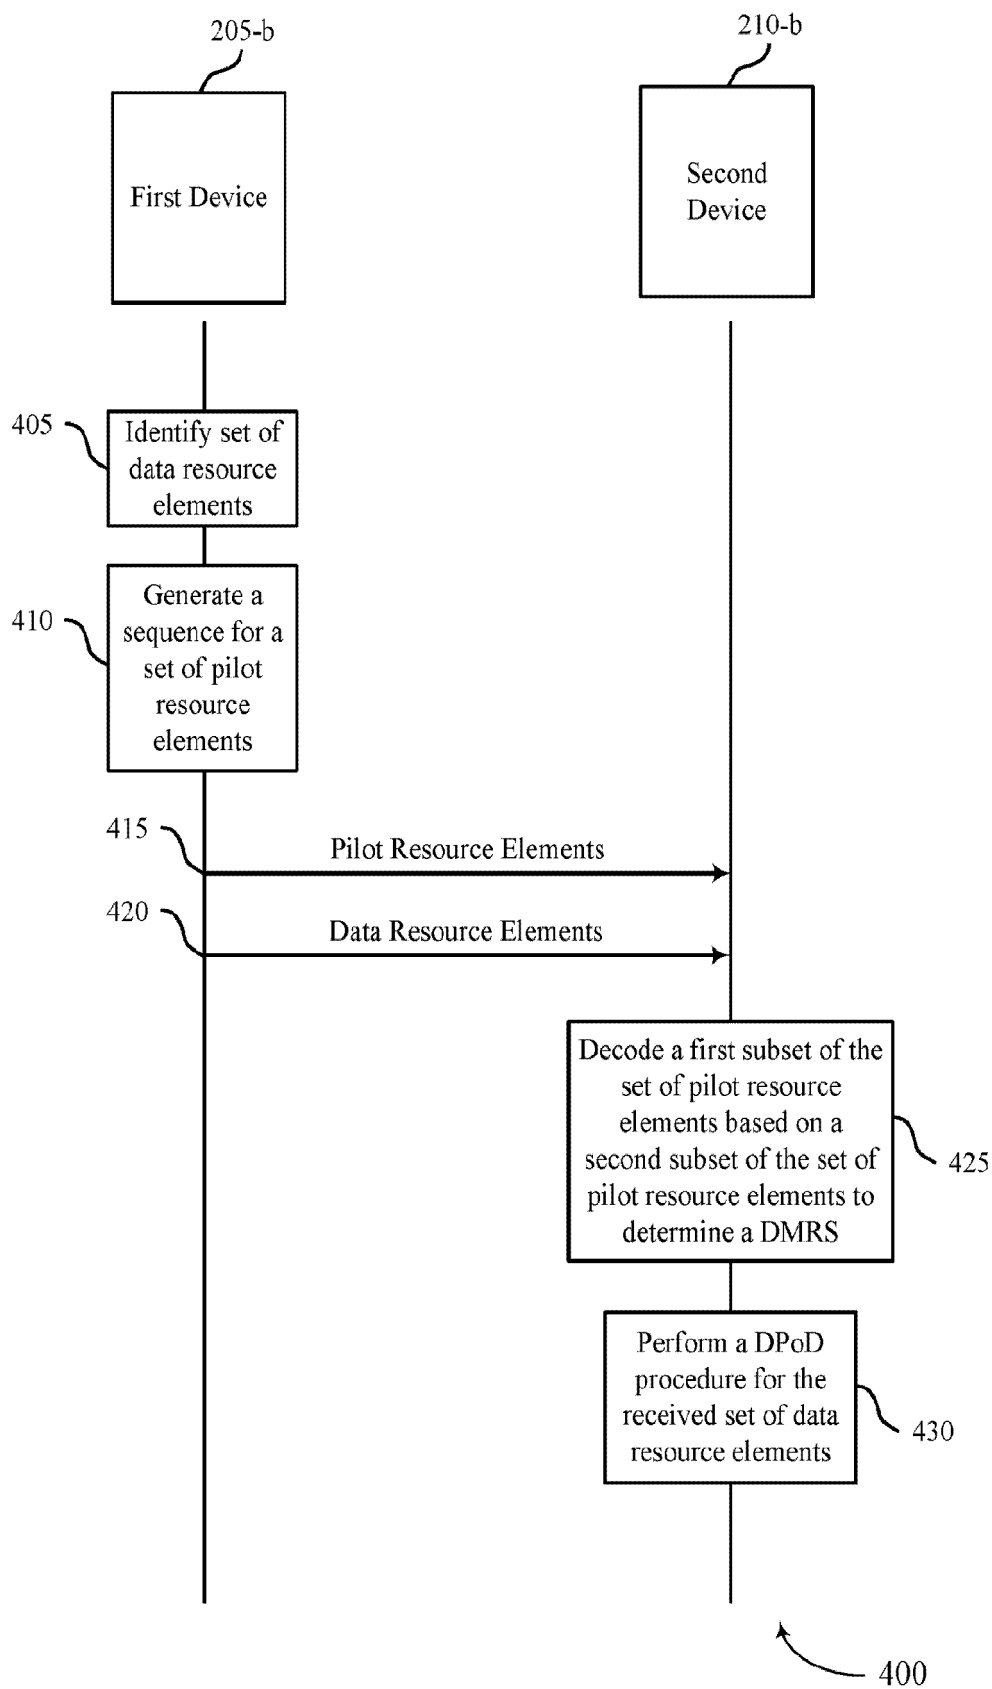 205-b
210-b
First Device
Second
Device
405
Identify set of
data resource
elements
410
Generate a
sequence for a
set of pilot
resource
elements
415
Pilot Resource Elements
420
Data Resource Elements
Decode a first subset of the
set of pilot resource
elements based on a
second subset of the set of
pilot resource elements to
determine a DMRS
425
Perform a DPoD
procedure for the
received set of data
resource elements
430
400